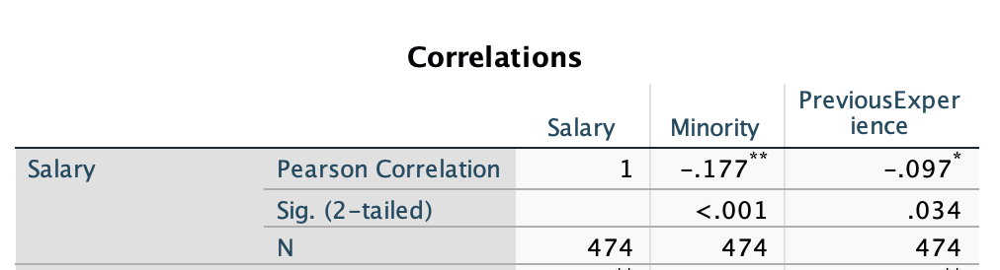 Correlations
Salary Minority PreviousExper
ience
Salary Pearson Correlation 1 -.177** -.097*
Sig. (2-tailed) <.001 .034
N 474 474 474
** **